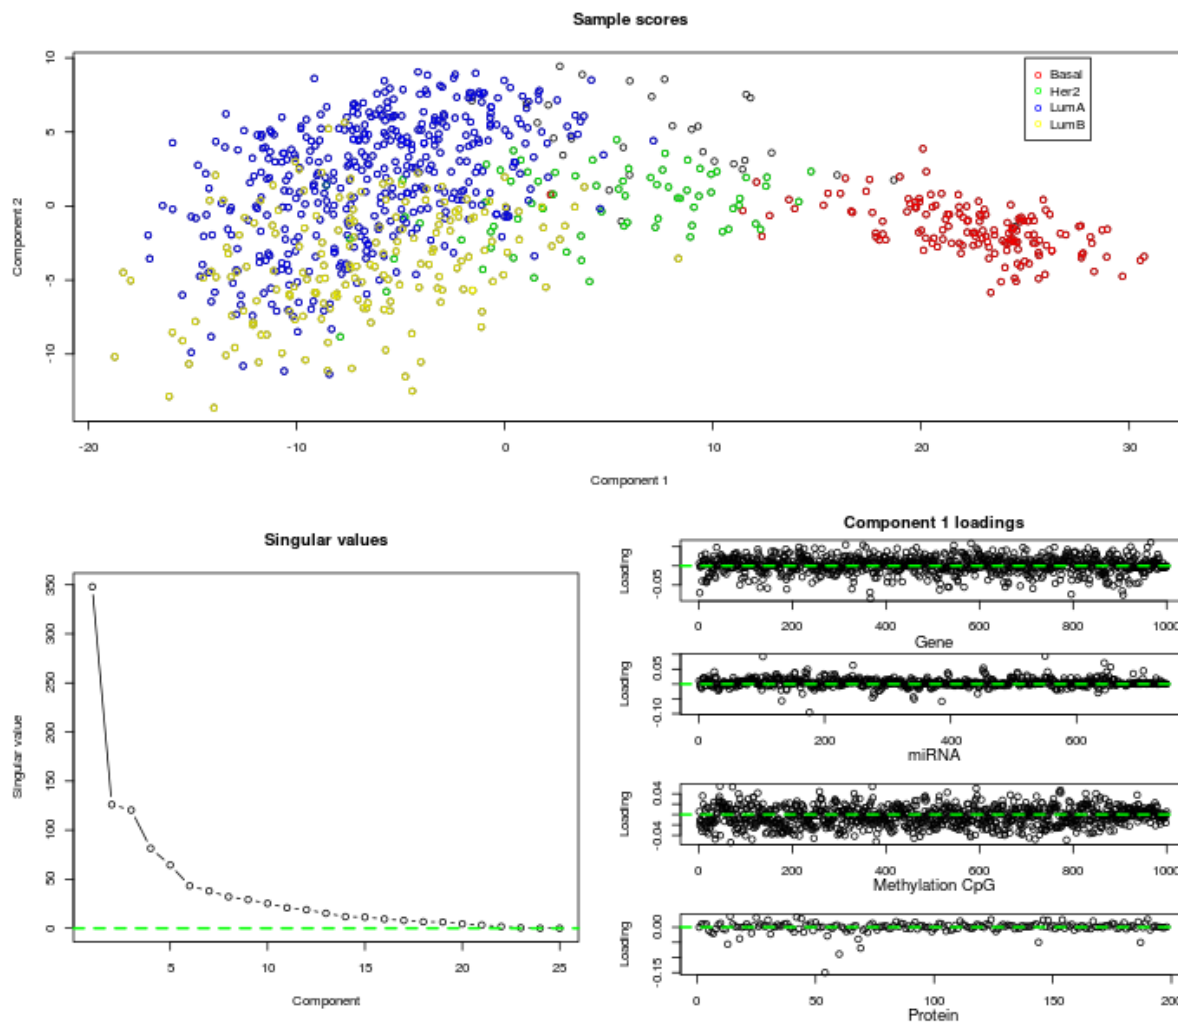 Sample scores
10
5
0
-5
-10
Component 2
Basal
Her2
LumA
LumB
-20
-10
0
10
20
30
Component 1
Singular values
350
300
250
200
150
100
50
0
Singular value
5
10
15
20
25
Component
Component 1 loadings
Loading
-0.05
0
200
400
600
800
1000
Gene
Loading
0.05
-0.10
0
200
400
600
miRNA
Loading
0.04
-0.04
0
200
400
600
800
1000
Methylation CpG
Loading
0.00
-0.15
0
50
100
150
200
Protein